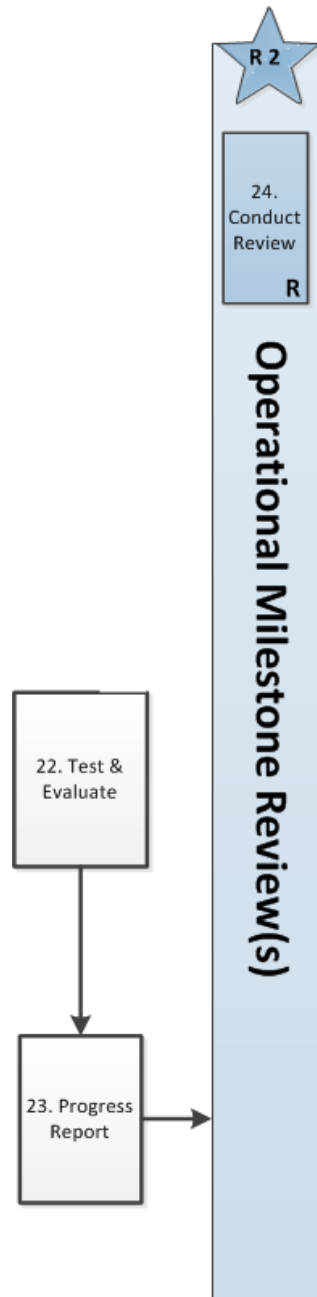 R 2
24.
Conduct
Review
R
Operational Milestone Review(s)
22. Test &
Evaluate
23. Progress
Report